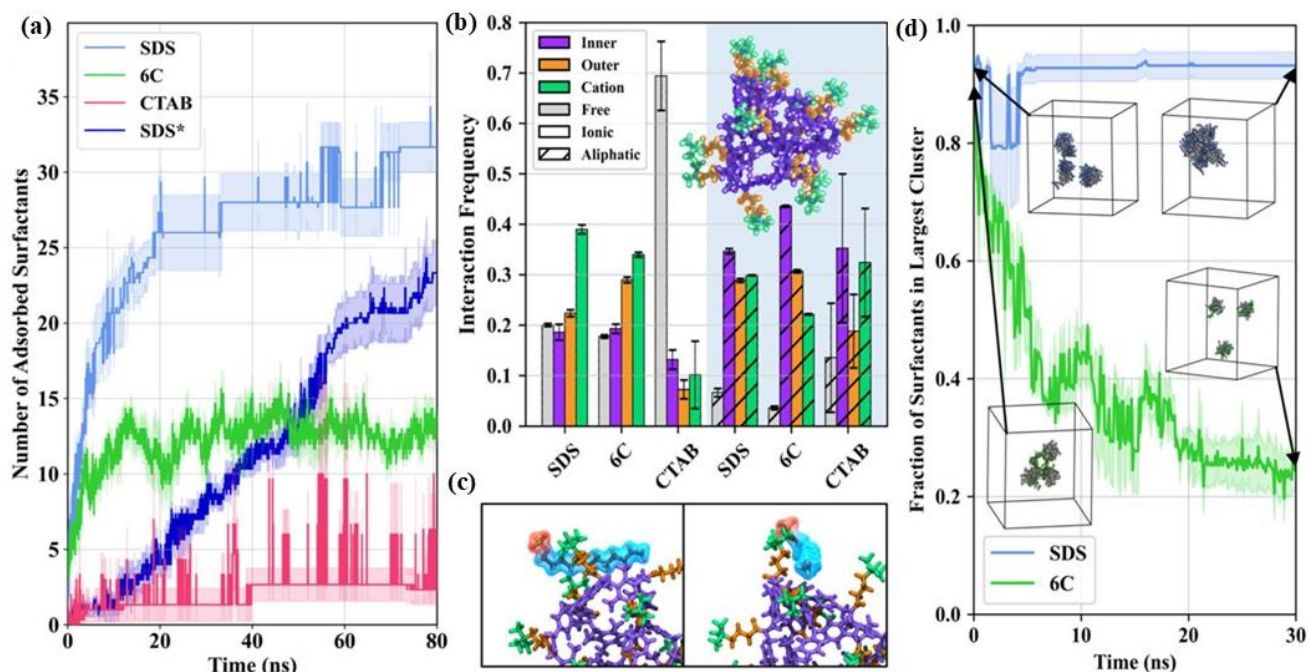 (a)
Number of Adsorbed Surfactants
35
30
25
20
15
10
5
0
SDS
6C
CTAB
SDS*
0 20 40 60 80
Time (ns)
(b)
Interaction Frequency
0.8
0.7
0.6
0.5
0.4
0.3
0.2
0.1
0.0
Inner
Outer
Cation
Free
Ionic
Aliphatic
SDS 6C CTAB SDS 6C CTAB
(c)
(d)
Fraction of Surfactants in Largest Cluster
1.0
0.8
0.6
0.4
0.2
0.0
SDS
6C
0 10 20 30
Time (ns)